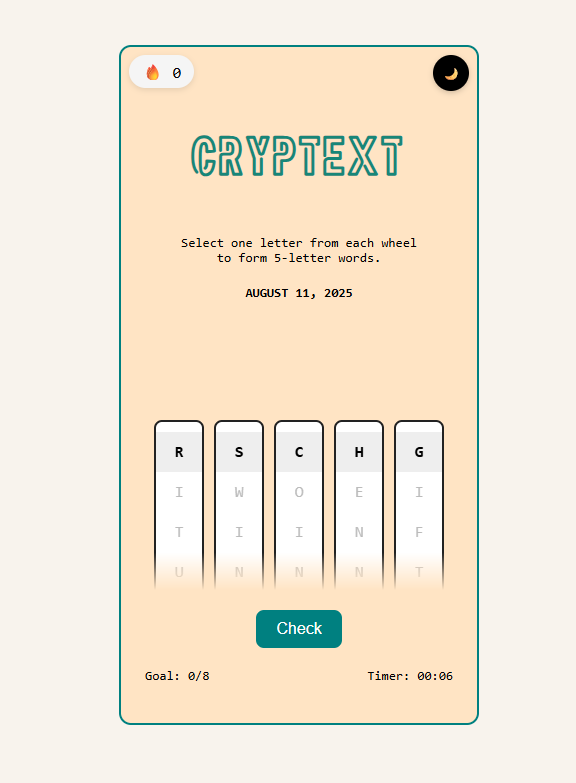 0
CRYPTEXT
Select one letter from each wheel
to form 5-letter words.
AUGUST 11, 2025
R S C H G
I W O E I
T I I N F
U N N N T
Check
Goal: 0/8 Timer: 00:06